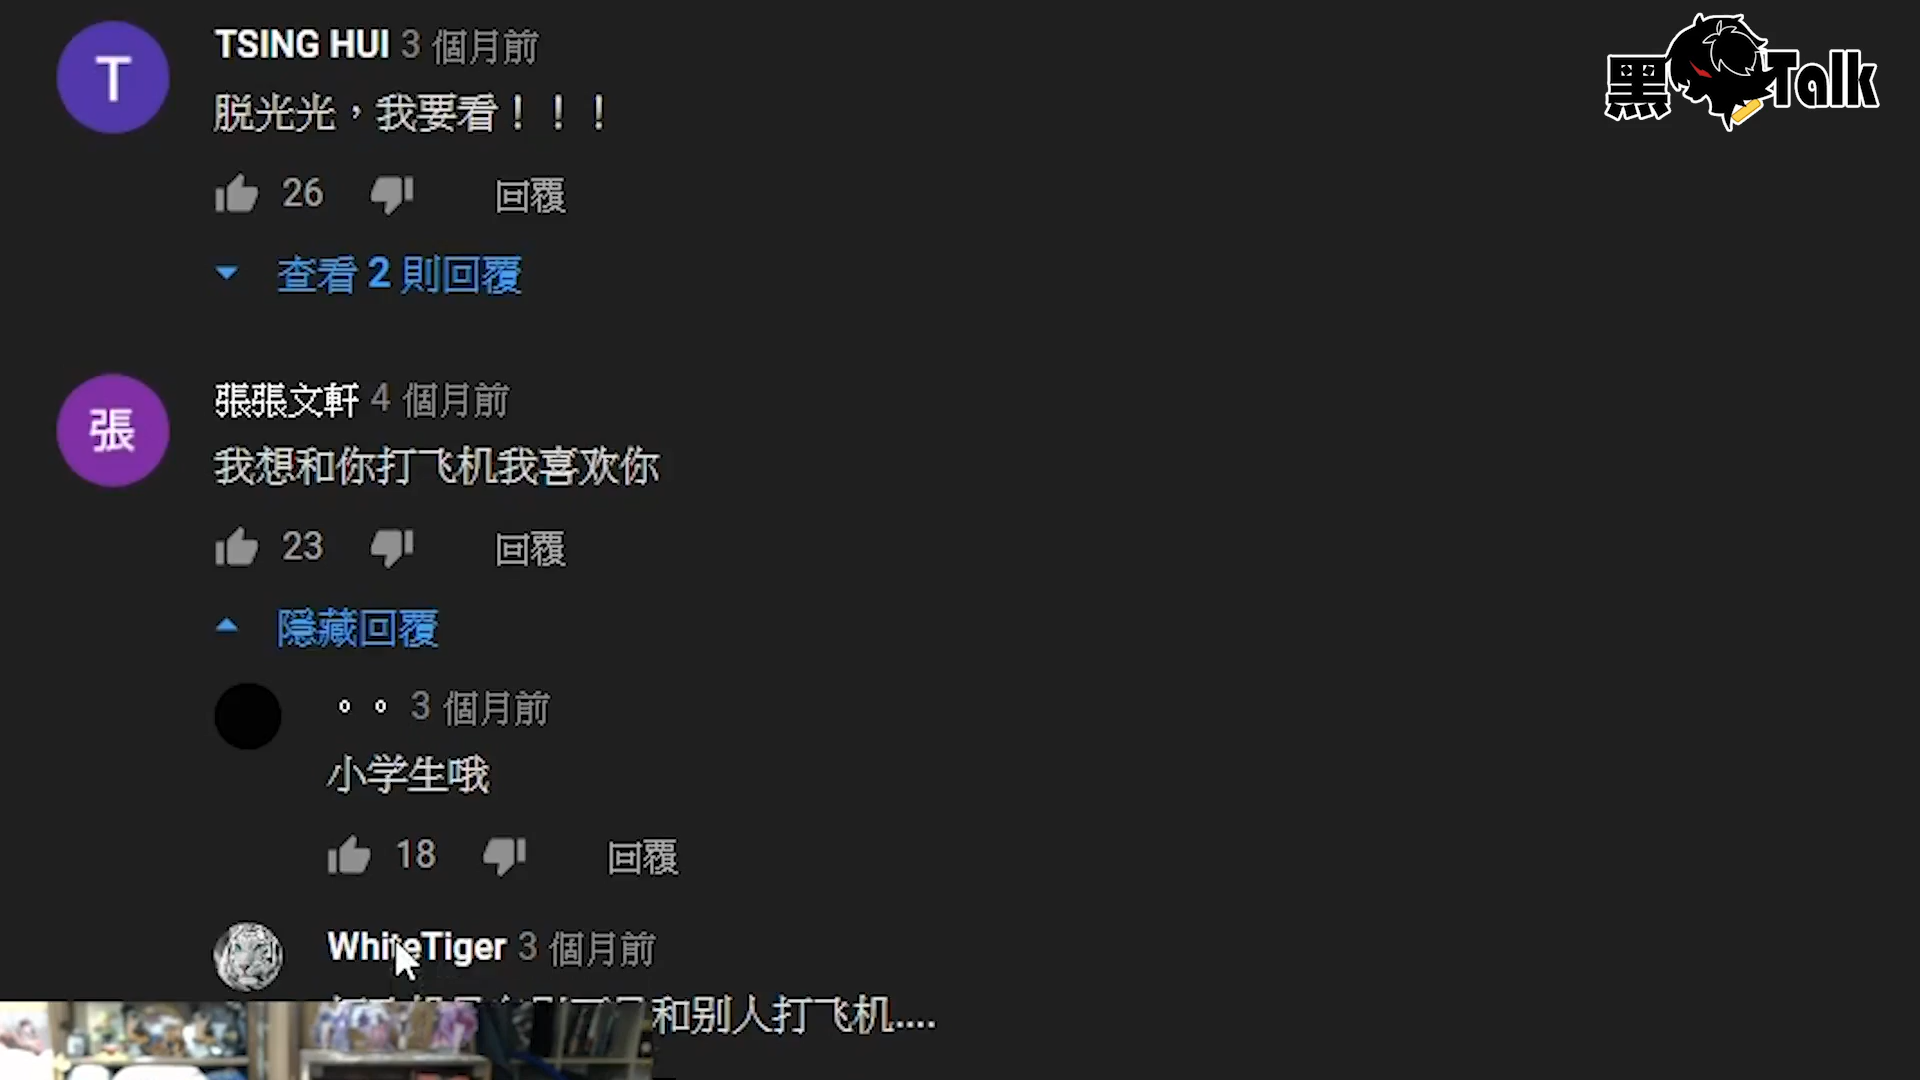 TSING HUI 3 個月前
脱光光，我要看！！！
26 回覆
查看 2 則回覆
張張文軒 4 個月前
我想和你打飞机我喜欢你
23 回覆
隱藏回覆
。。 3 個月前
小学生哦
18 回覆
WhiteTiger 3 個月前
和别人打飞机....
T
張
黑Talk